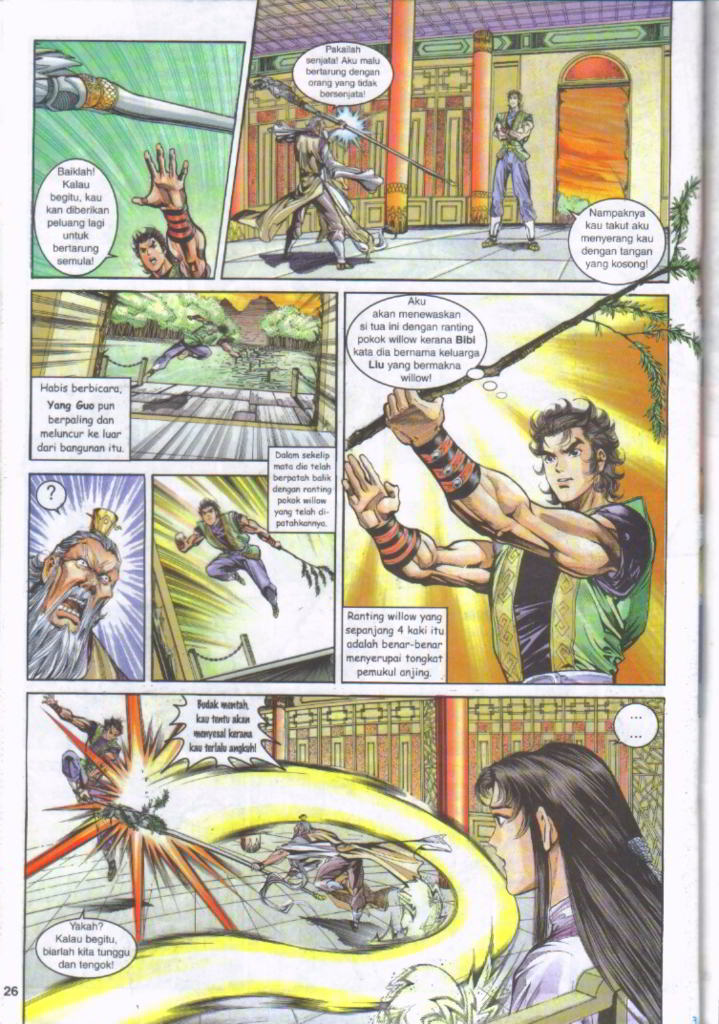 Pakailah
senjata! Aku malu
bertarung dengan
orang yang tidak
bersenjata!
Baiklah!
Kalau
begitu, kau
kan diberikan
peluang lagi
untuk
bertarung
semula!
Nampaknya
kau takut aku
menyerang kau
dengan tangan
yang kosong!
Habis berbicara,
Yang Guo pun
berpaling dan
meluncur ke luar
dari bangunan itu.
Aku
akan menewaskan
si tua ini dengan ranting
pokok willow kerana Bibi
kata dia bernama keluarga
Liu yang bermakna
willow!
?
Dalam sekelip
mata dia telah
berpatah balik
dengan ranting
pokok willow
yang telah di-
patahkannya.
Ranting willow yang
sepanjang 4 kaki itu
adalah benar-benar
menyerupai tongkat
pemukul anjing.
Budak mentah,
kau tentu akan
menyesal kerana
kau terlalu angkuh!
...
...
Yakah?
Kalau begitu,
biarlah kita tunggu
dan tengok!
26